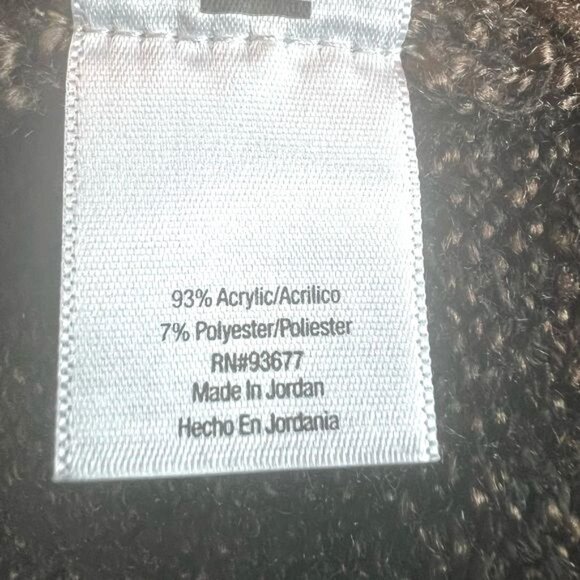 93% Acrylic/Acrilico
7% Polyester/Poliester
RN#93677
Made In Jordan
Hecho En Jordania